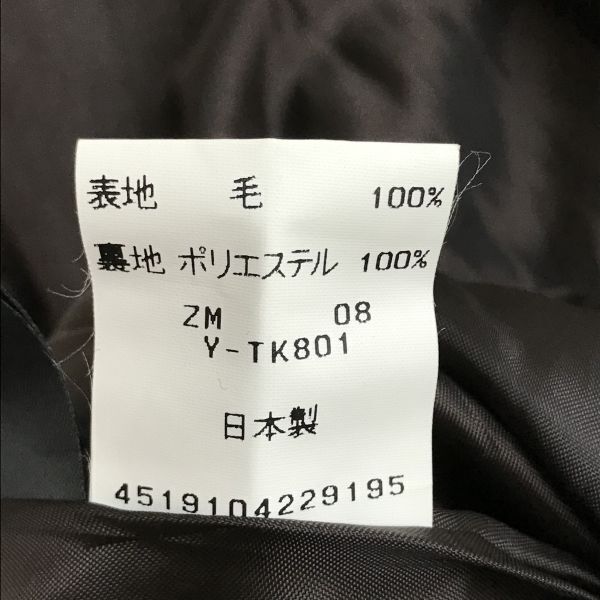 表地 毛 100%
裏地 ポリエステル 100%
ZM 08
Y-TK801
日本製
4519104229195